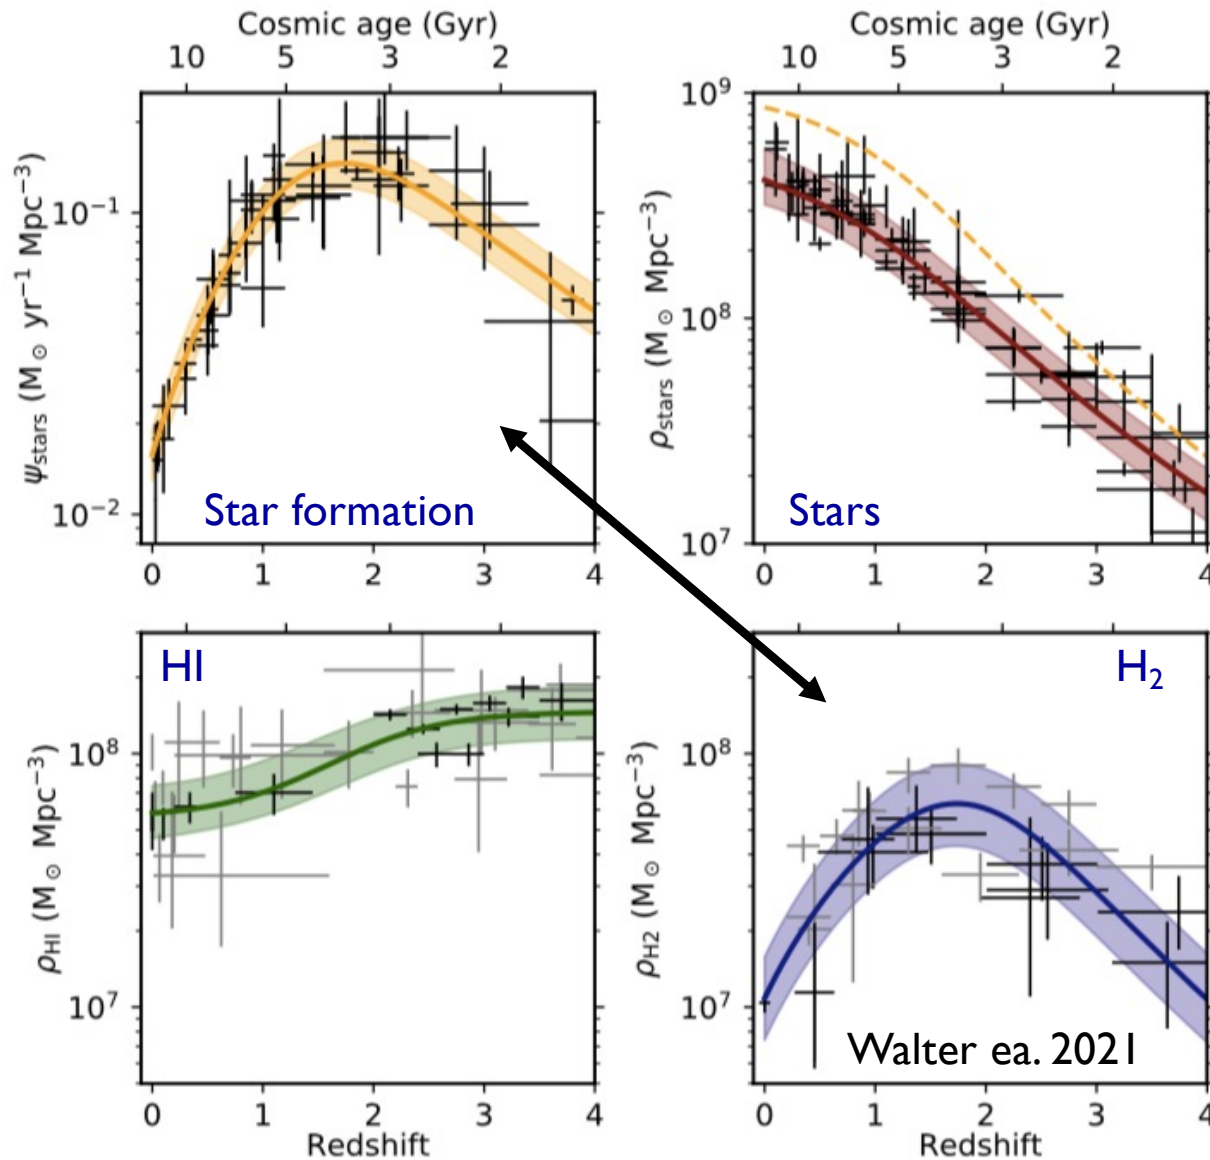 Cosmic age (Gyr)
10 5 3 2
ψstars (M⊙ yr−1 Mpc−3)
10−1
10−2
Star formation
0 1 2 3 4
Cosmic age (Gyr)
10 5 3 2
ρstars (M⊙ Mpc−3)
109
108
107
Stars
0 1 2 3 4
HI
ρHI (M⊙ Mpc−3)
108
107
0 1 2 3 4
Redshift
H2
ρH2 (M⊙ Mpc−3)
108
107
Walter ea. 2021
0 1 2 3 4
Redshift